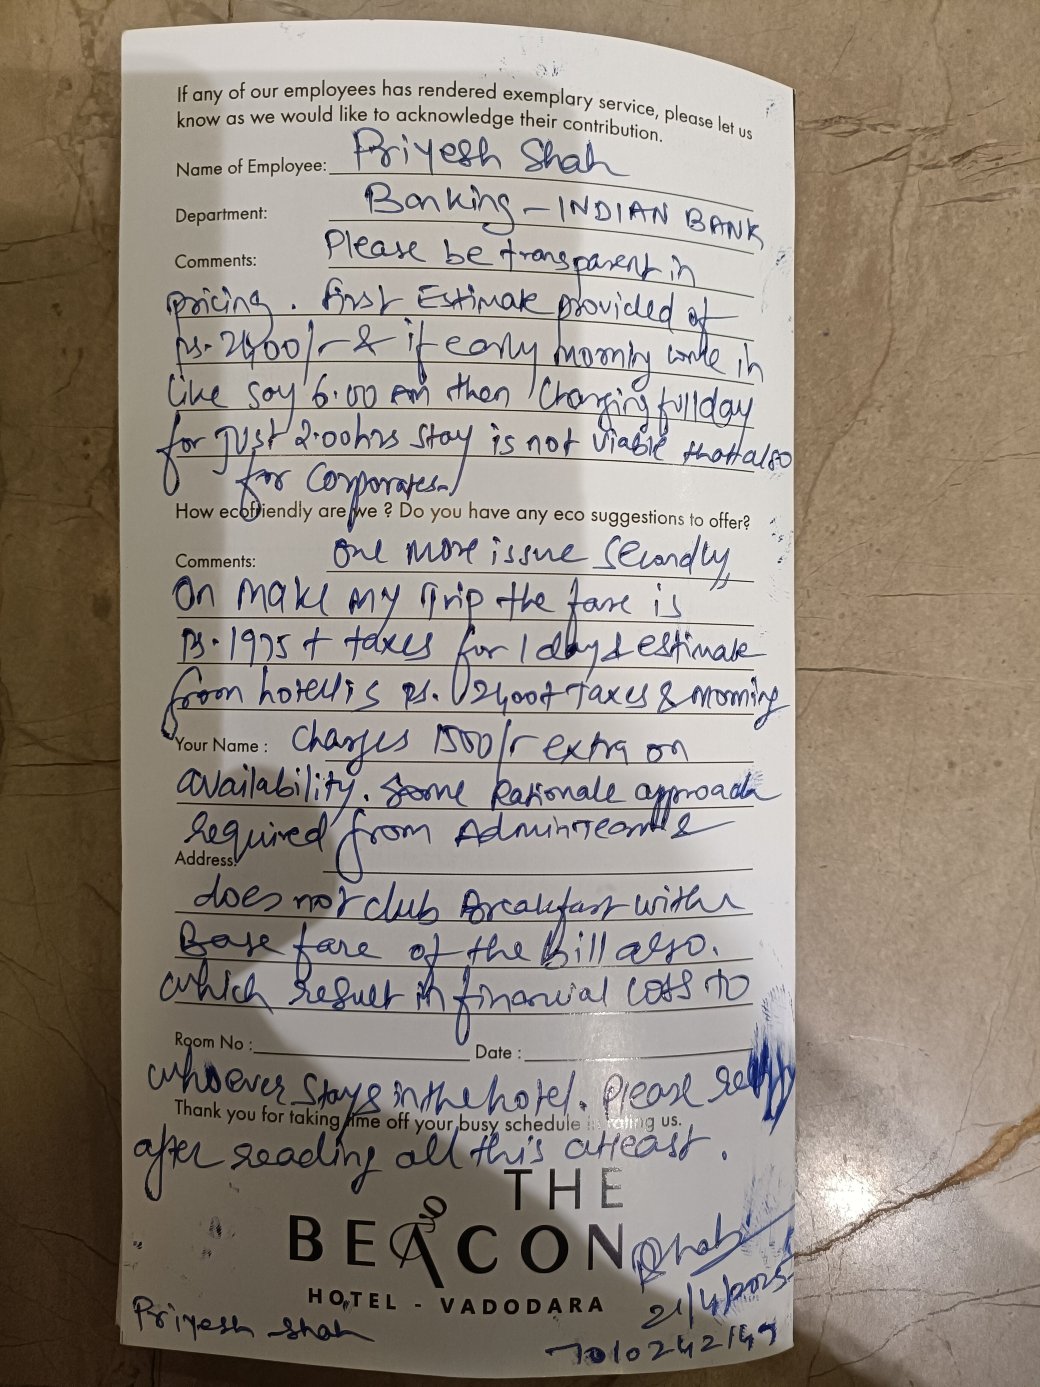 If any of our employees has rendered exemplary service, please let us
know as we would like to acknowledge their contribution.
Name of Employee: Priyesh Shah
Department: Banking - INDIAN BANK
Comments: Please be transparent in
pricing. First Estimate provided of
Rs. 2400/- & if early morning come in
like say 6.00 AM then Charging fullday
for JUST 2.00hrs stay is not viable thatt also
for Corporates.
How ecofriendly are we ? Do you have any eco suggestions to offer?
Comments: One more issue secondly,
On Make My Trip the fare is
Rs. 1975 + taxes for 1 day & estimate
from hotel is Rs. 2400+ Taxes & morning
Your Name : charges 1500/- extra on
availability. Some Rationale approach
required from Admin Team &
Address:
does not club Breakfast with
Base fare of the bill also.
which result in financial loss to
Room No : Date :
whoever stays in the hotel. Please
Thank you for taking time off your busy schedule us.
after reading all this atleast.
THE
BEACON
HOTEL - VADODARA
21/4/2025
Priyesh Shah